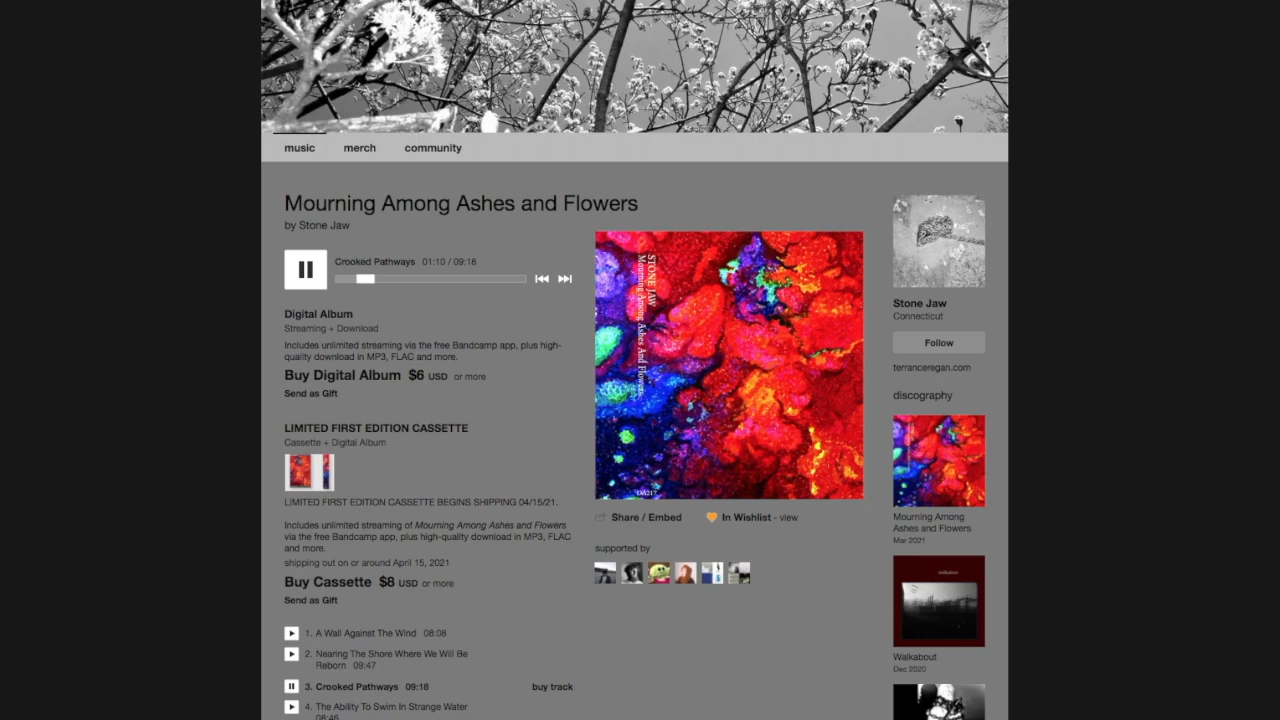 music merch community
Mourning Among Ashes and Flowers
by Stone Jaw
Crooked Pathways 01:10 / 09:18
Digital Album
Streaming + Download
Includes unlimited streaming via the free Bandcamp app, plus high-
quality download in MP3, FLAC and more.
Buy Digital Album $6 USD or more
Send as Gift
LIMITED FIRST EDITION CASSETTE
Cassette + Digital Album
LIMITED FIRST EDITION CASSETTE BEGINS SHIPPING 04/15/21.
Includes unlimited streaming of Mourning Among Ashes and Flowers
via the free Bandcamp app, plus high-quality download in MP3, FLAC
and more.
shipping out on or around April 15, 2021
Buy Cassette $8 USD or more
Send as Gift
1. A Wall Against The Wind 08:08
2. Nearing The Shore Where We Will Be
Reborn 09:47
3. Crooked Pathways 09:18 buy track
4. The Ability To Swim In Strange Water
08:46
STONE JAW
Mourning Among Ashes And Flowers
DA217
Share / Embed In Wishlist - view
supported by
Stone Jaw
Connecticut
Follow
terranceregan.com
discography
Mourning Among
Ashes and Flowers
Mar 2021
walkabout
Walkabout
Dec 2020